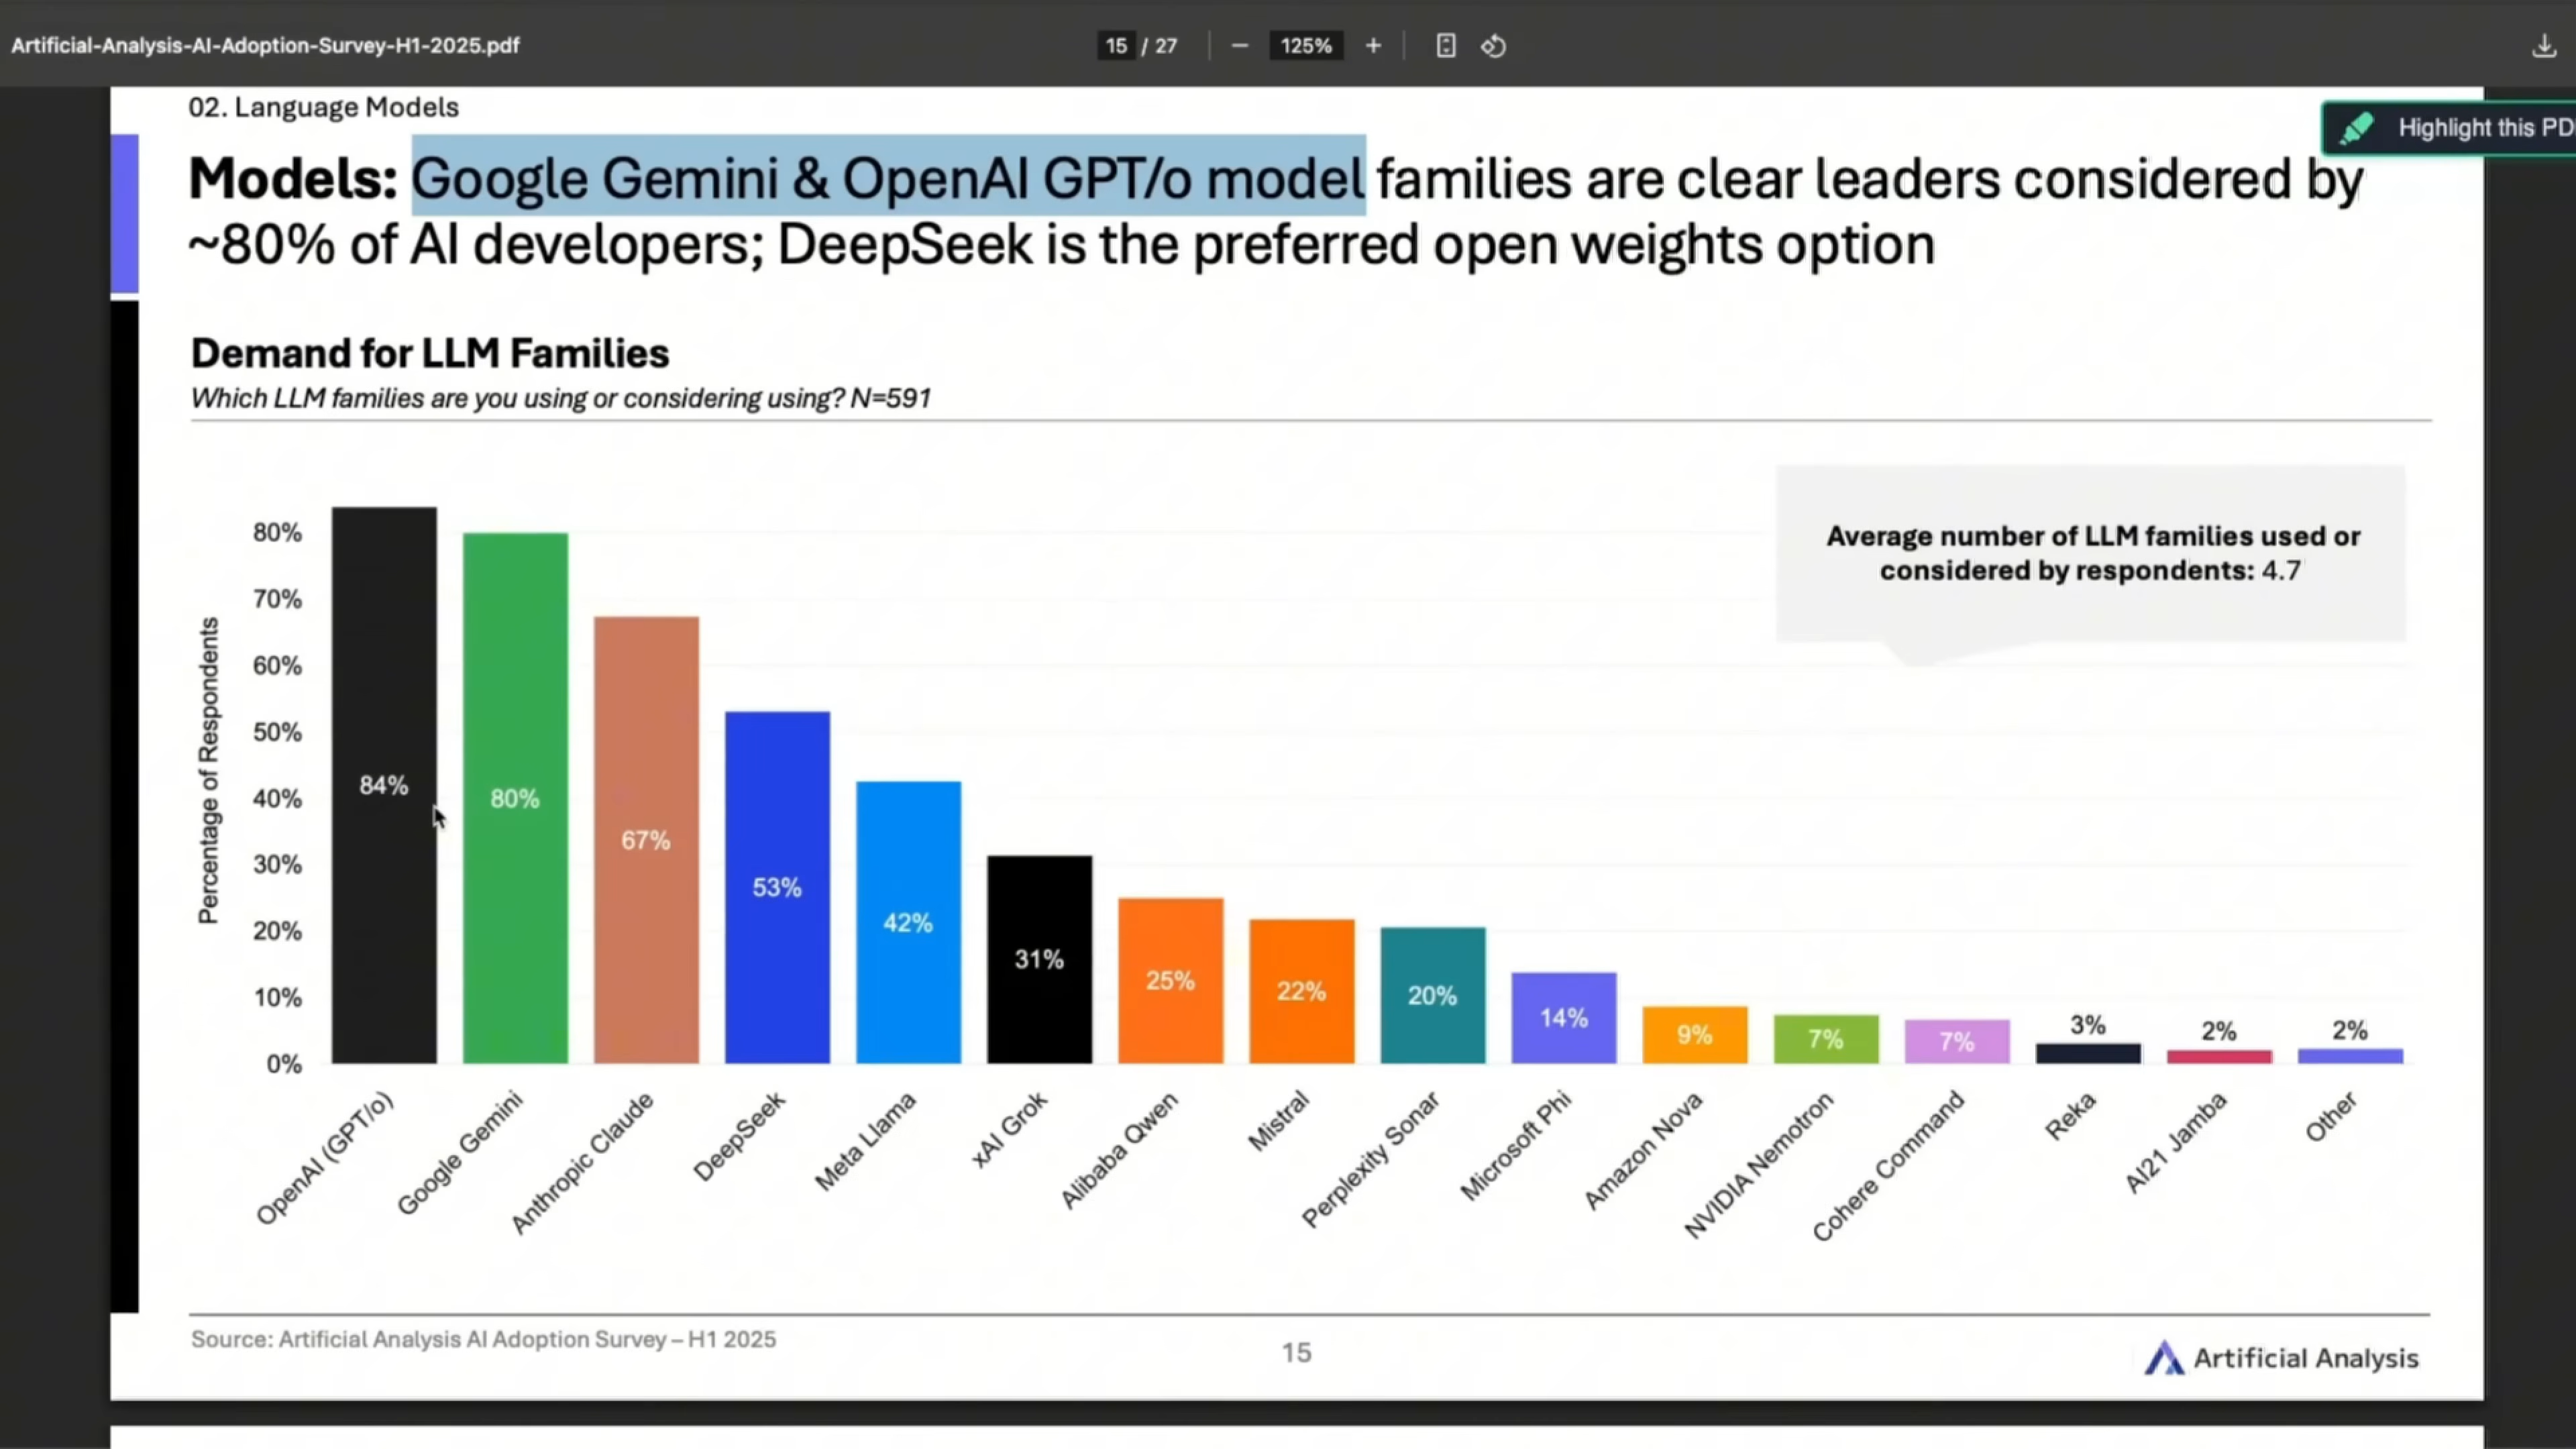 Artificial-Analysis-AI-Adoption-Survey-H1-2025.pdf
15 / 27
125%
02. Language Models
Highlight this PD
Models: Google Gemini & OpenAI GPT/o model families are clear leaders considered by
~80% of AI developers; DeepSeek is the preferred open weights option
Demand for LLM Families
Which LLM families are you using or considering using? N=591
Average number of LLM families used or
considered by respondents: 4.7
Percentage of Respondents
80%
70%
60%
50%
40%
30%
20%
10%
0%
84%
80%
67%
53%
42%
31%
25%
22%
20%
14%
9%
7%
7%
3%
2%
2%
OpenAI (GPT/o)
Google Gemini
Anthropic Claude
DeepSeek
Meta Llama
xAI Grok
Alibaba Qwen
Mistral
Perplexity Sonar
Microsoft Phi
Amazon Nova
NVIDIA Nemotron
Cohere Command
Reka
AI21 Jamba
Other
Source: Artificial Analysis AI Adoption Survey – H1 2025
15
Artificial Analysis